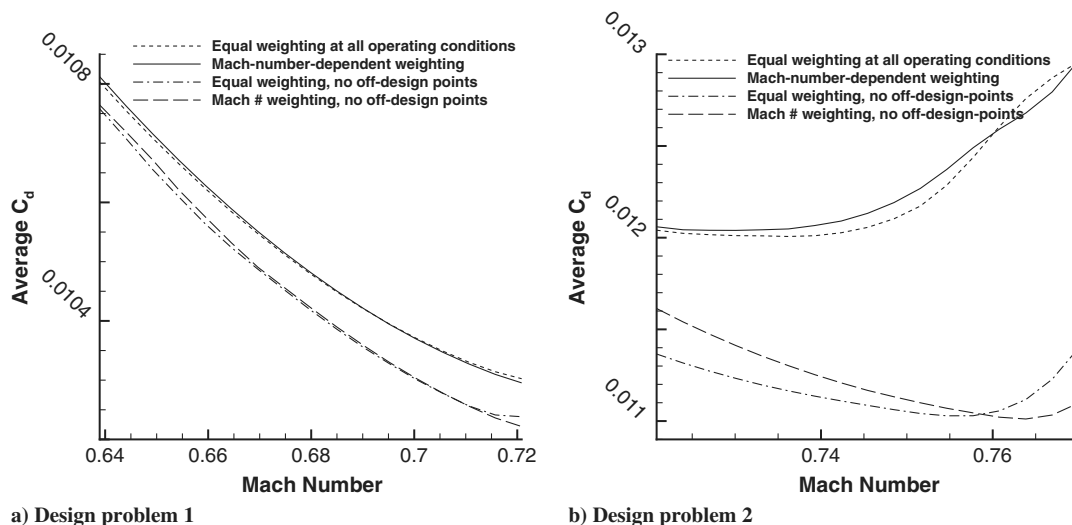 Equal weighting at all operating conditions
Mach-number-dependent weighting
Equal weighting, no off-design points
Mach # weighting, no off-design points
0.0108
0.0104
Average Cd
0.64
0.66
0.68
0.7
0.72
Mach Number
a) Design problem 1
Equal weighting at all operating conditions
Mach-number-dependent weighting
Equal weighting, no off-design-points
Mach # weighting, no off-design-points
0.013
0.012
0.011
Average Cd
0.74
0.76
Mach Number
b) Design problem 2